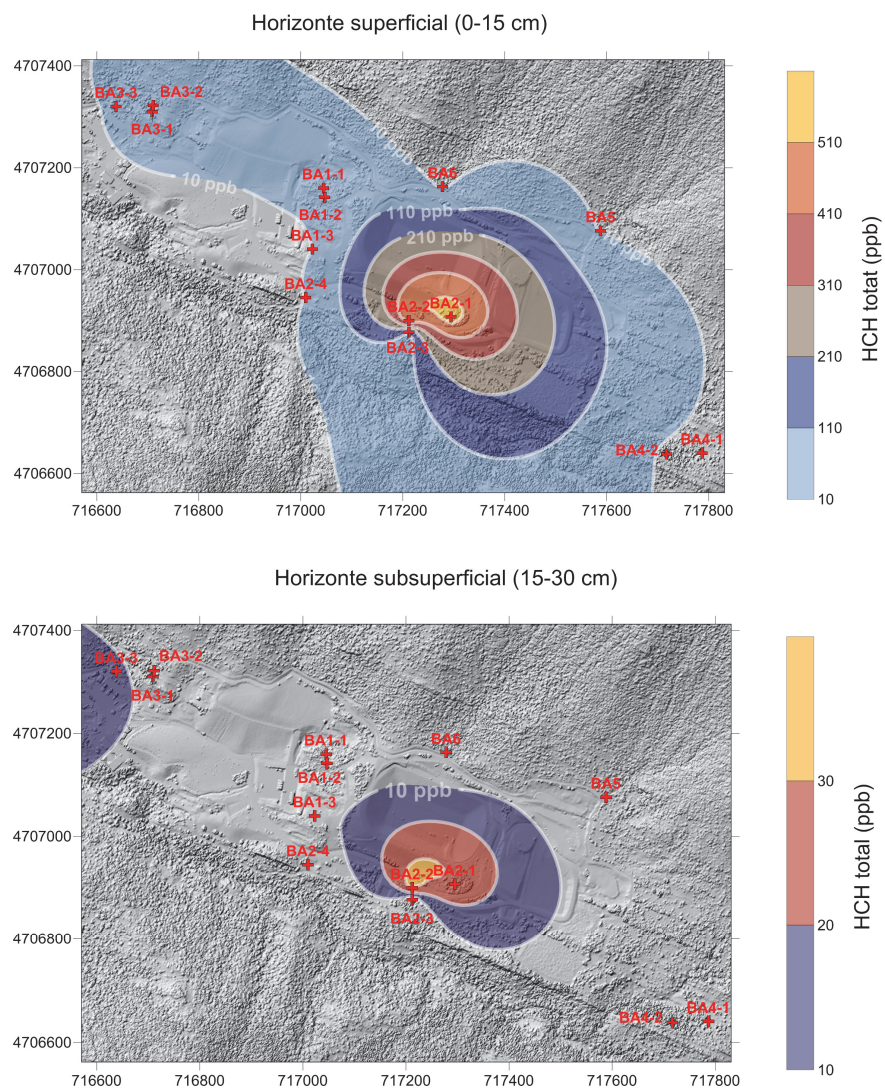 Horizonte superficial (0-15 cm)
4707400
4707200
4707000
4706800
4706600
716600
716800
717000
717200
717400
717600
717800
BA3-3
BA3-2
BA3-1
10 ppb
10 ppb
BA1-1
BA1-2
BA1-3
BA2-4
BA6
BA5
10 ppb
110 ppb
210 ppb
BA2-2
BA2-1
BA2-3
BA4-2
BA4-1
510
410
310
210
110
10
HCH totat (ppb)
Horizonte subsuperficial (15-30 cm)
4707400
4707200
4707000
4706800
4706600
716600
716800
717000
717200
717400
717600
717800
BA3-3
BA3-2
BA3-1
BA1-1
BA1-2
BA1-3
BA2-4
BA6
BA5
10 ppb
BA2-2
BA2-1
BA2-3
BA4-2
BA4-1
30
20
10
HCH total (ppb)